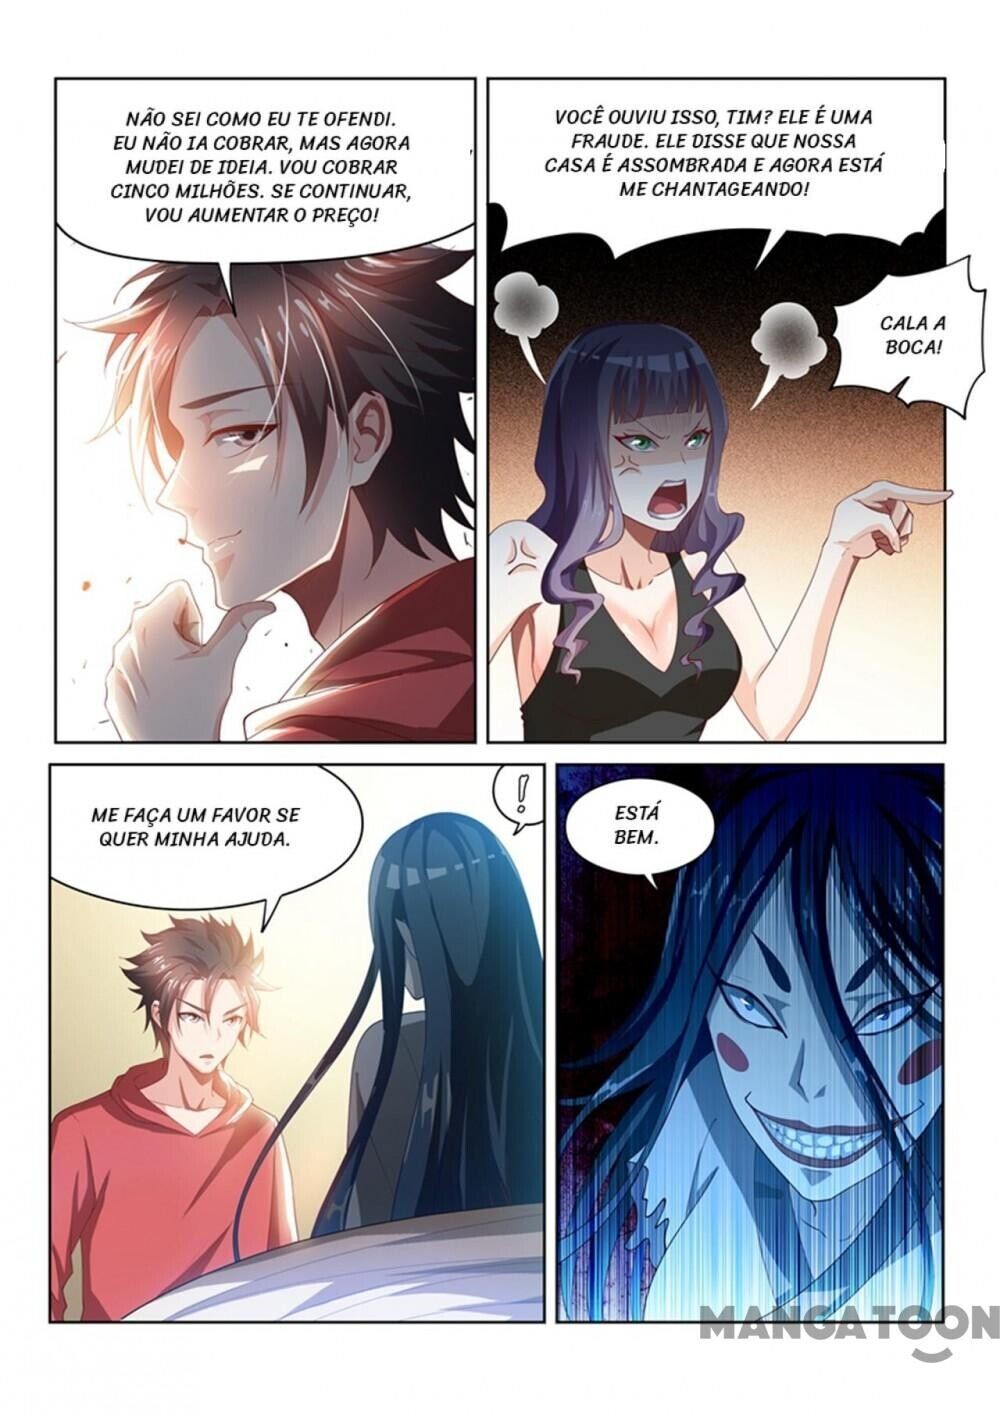 NÃO SEI COMO EU TE OFENDI.
EU NÃO IA COBRAR, MAS AGORA
MUDEI DE IDEIA. VOU COBRAR
CINCO MILHÕES. SE CONTINUAR,
VOU AUMENTAR O PREÇO!
VOCÊ OUVIU ISSO, TIM? ELE É UMA
FRAUDE. ELE DISSE QUE NOSSA
CASA É ASSOMBRADA E AGORA ESTÁ
ME CHANTAGEANDO!
CALA A
BOCA!
ME FAÇA UM FAVOR SE
QUER MINHA AJUDA.
!
ESTÁ
BEM.
MANGATOON